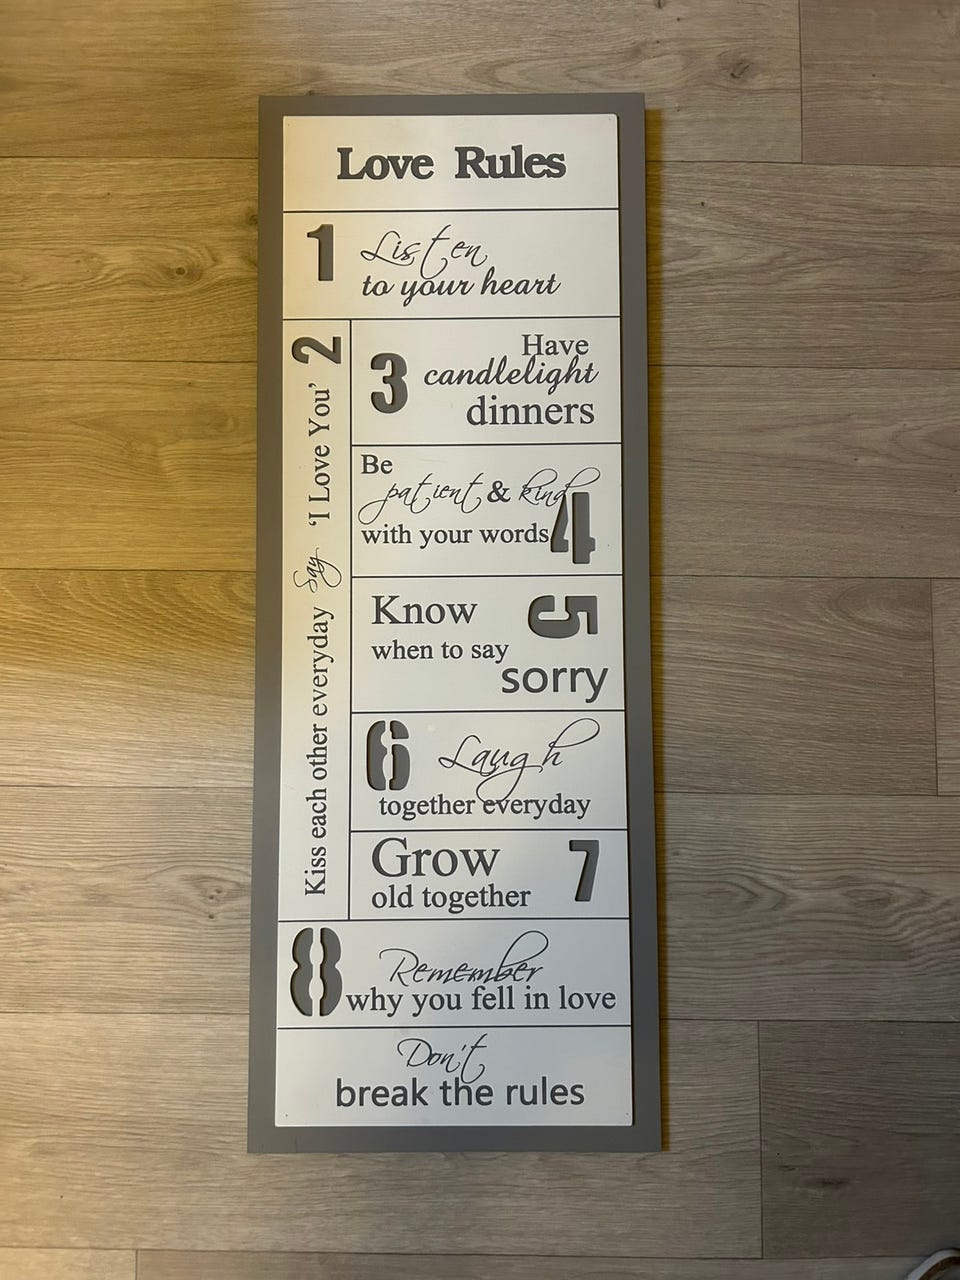 Love Rules
1
Listen
to your heart
2
Kiss each other everyday Say 'I Love You'
3
Have
candlelight
dinners
Be
patient & kind
with your words
4
Know
when to say
sorry
5
6
Laugh
together everyday
Grow
old together
7
8
Remember
why you fell in love
Don't
break the rules